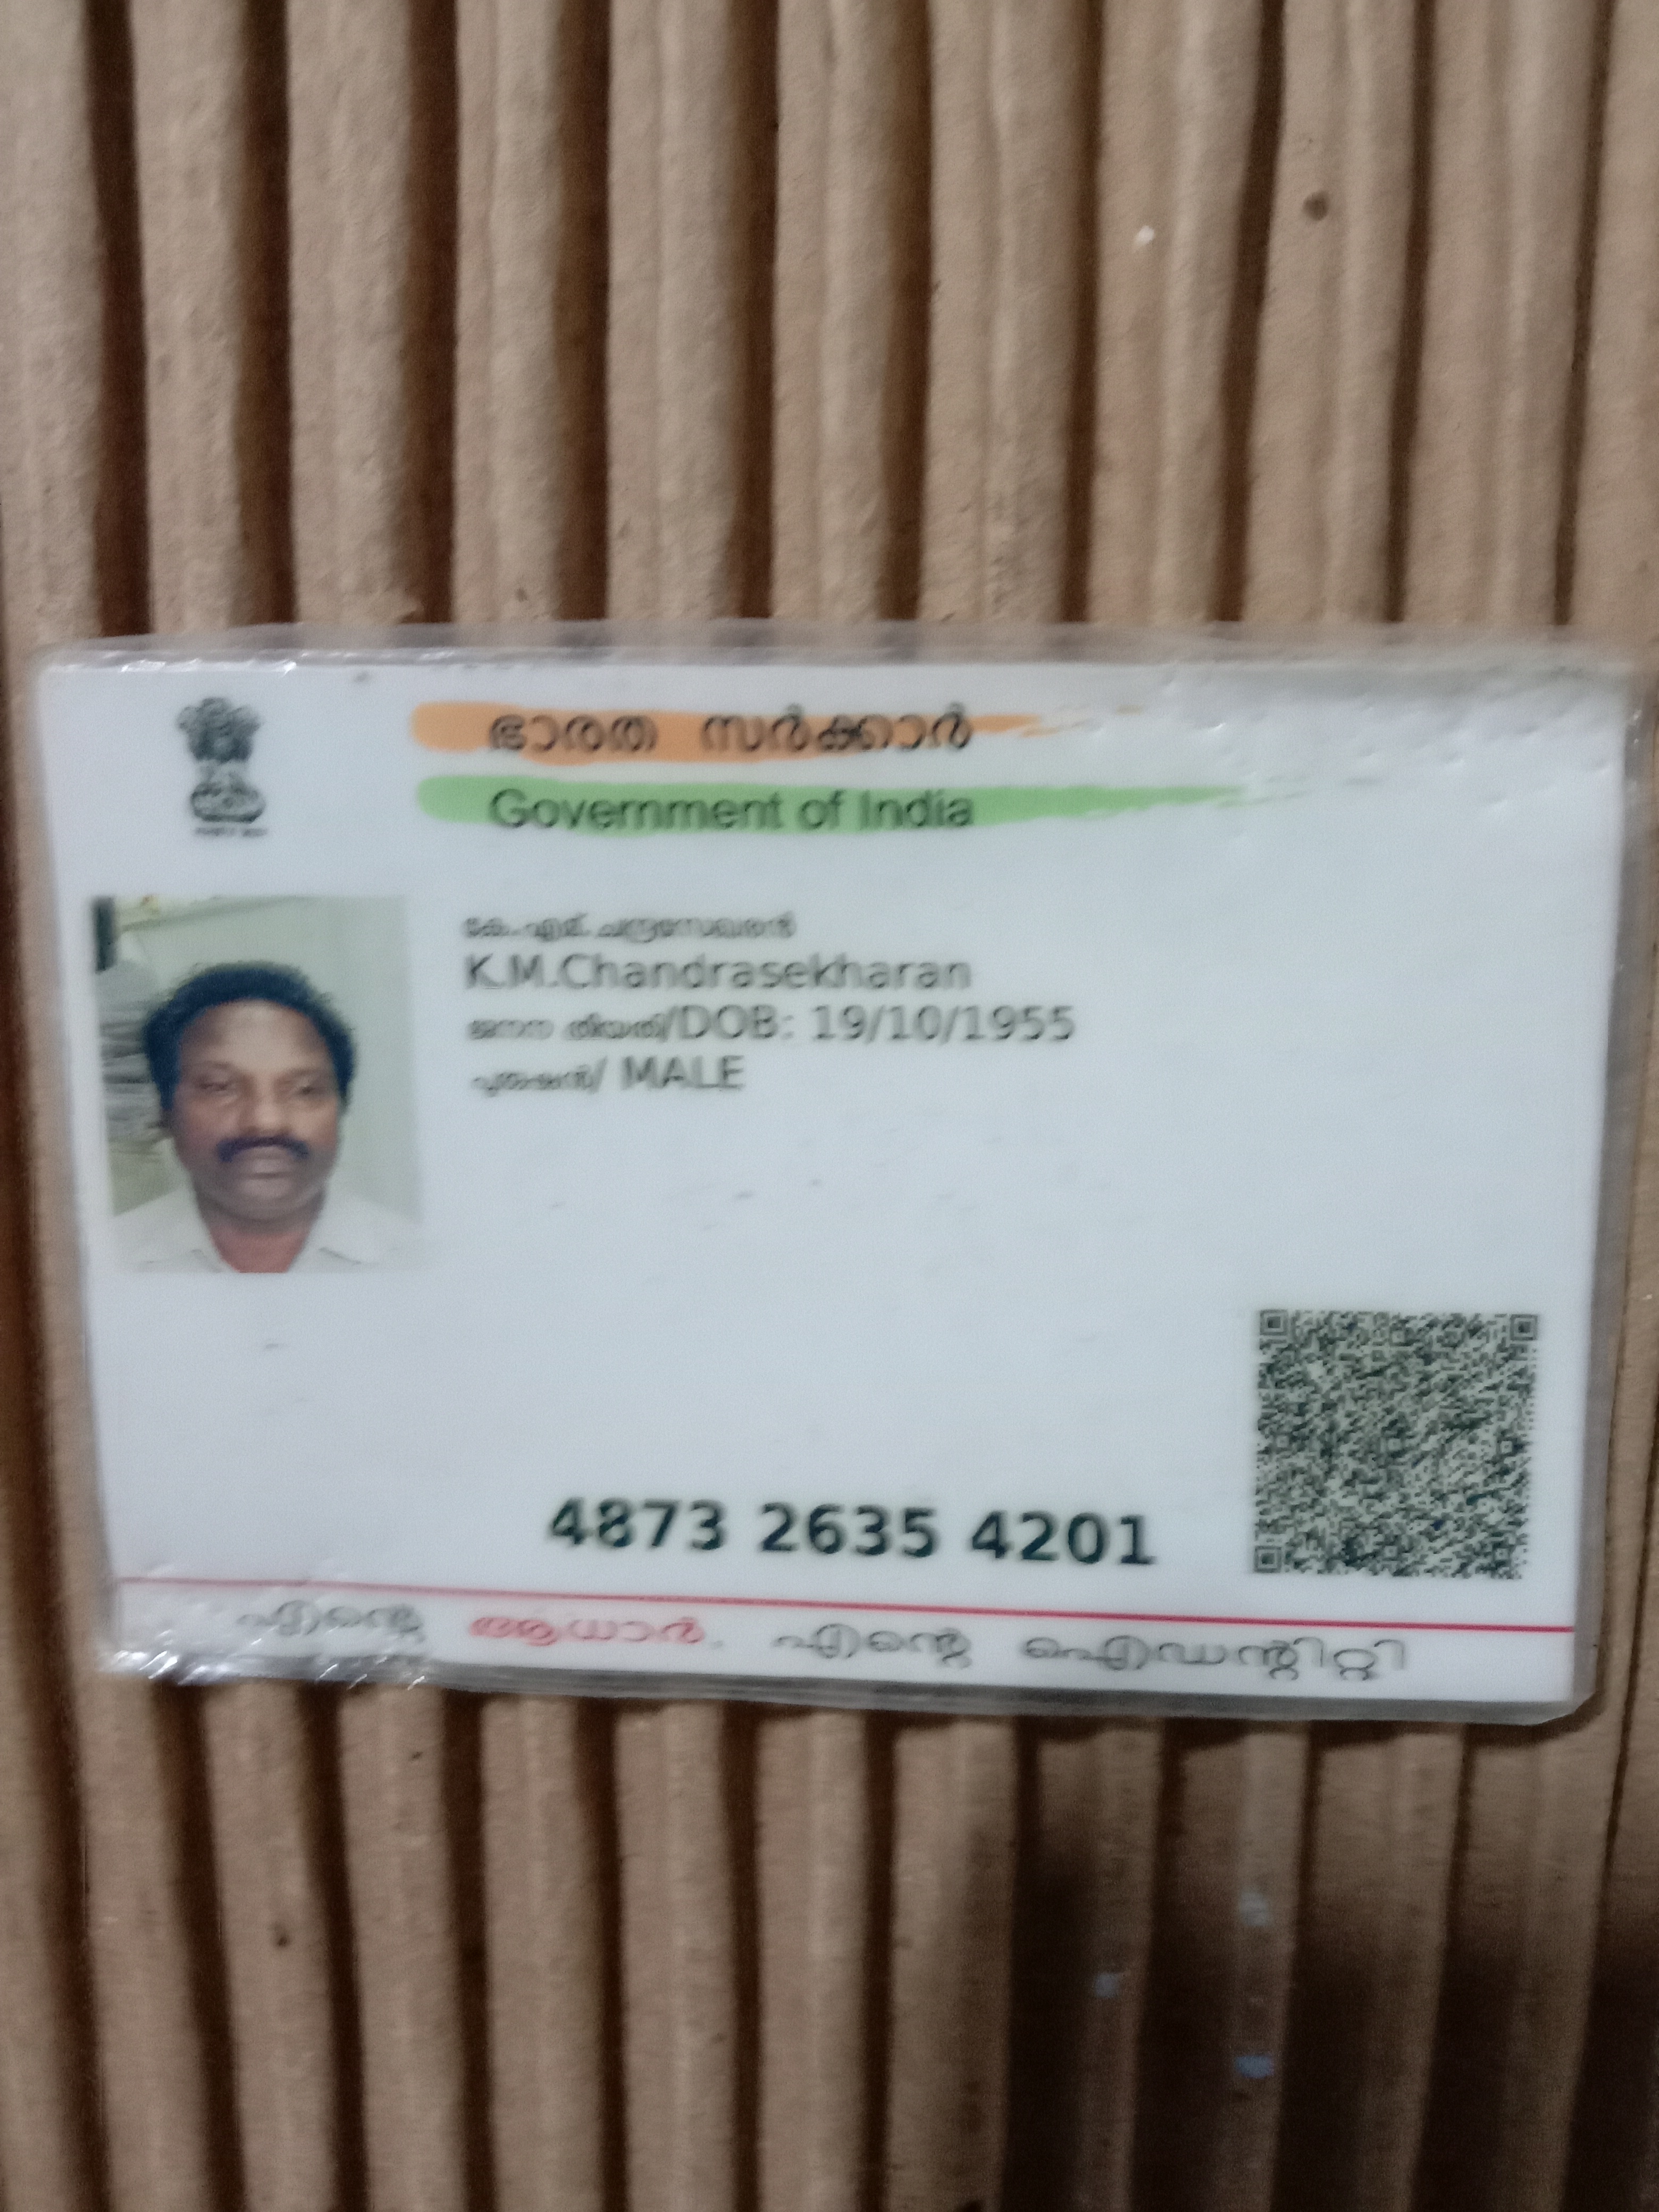 ഭാരത സർക്കാർ
Government of India
കെ.എം.ചന്ദ്രസേഖരൻ
K.M.Chandrasekharan
ജനന തിയതി/DOB: 19/10/1955
പുരുഷൻ/ MALE
4873 2635 4201
എന്റെ ആധാർ, എന്റെ ഐഡന്റിറ്റി